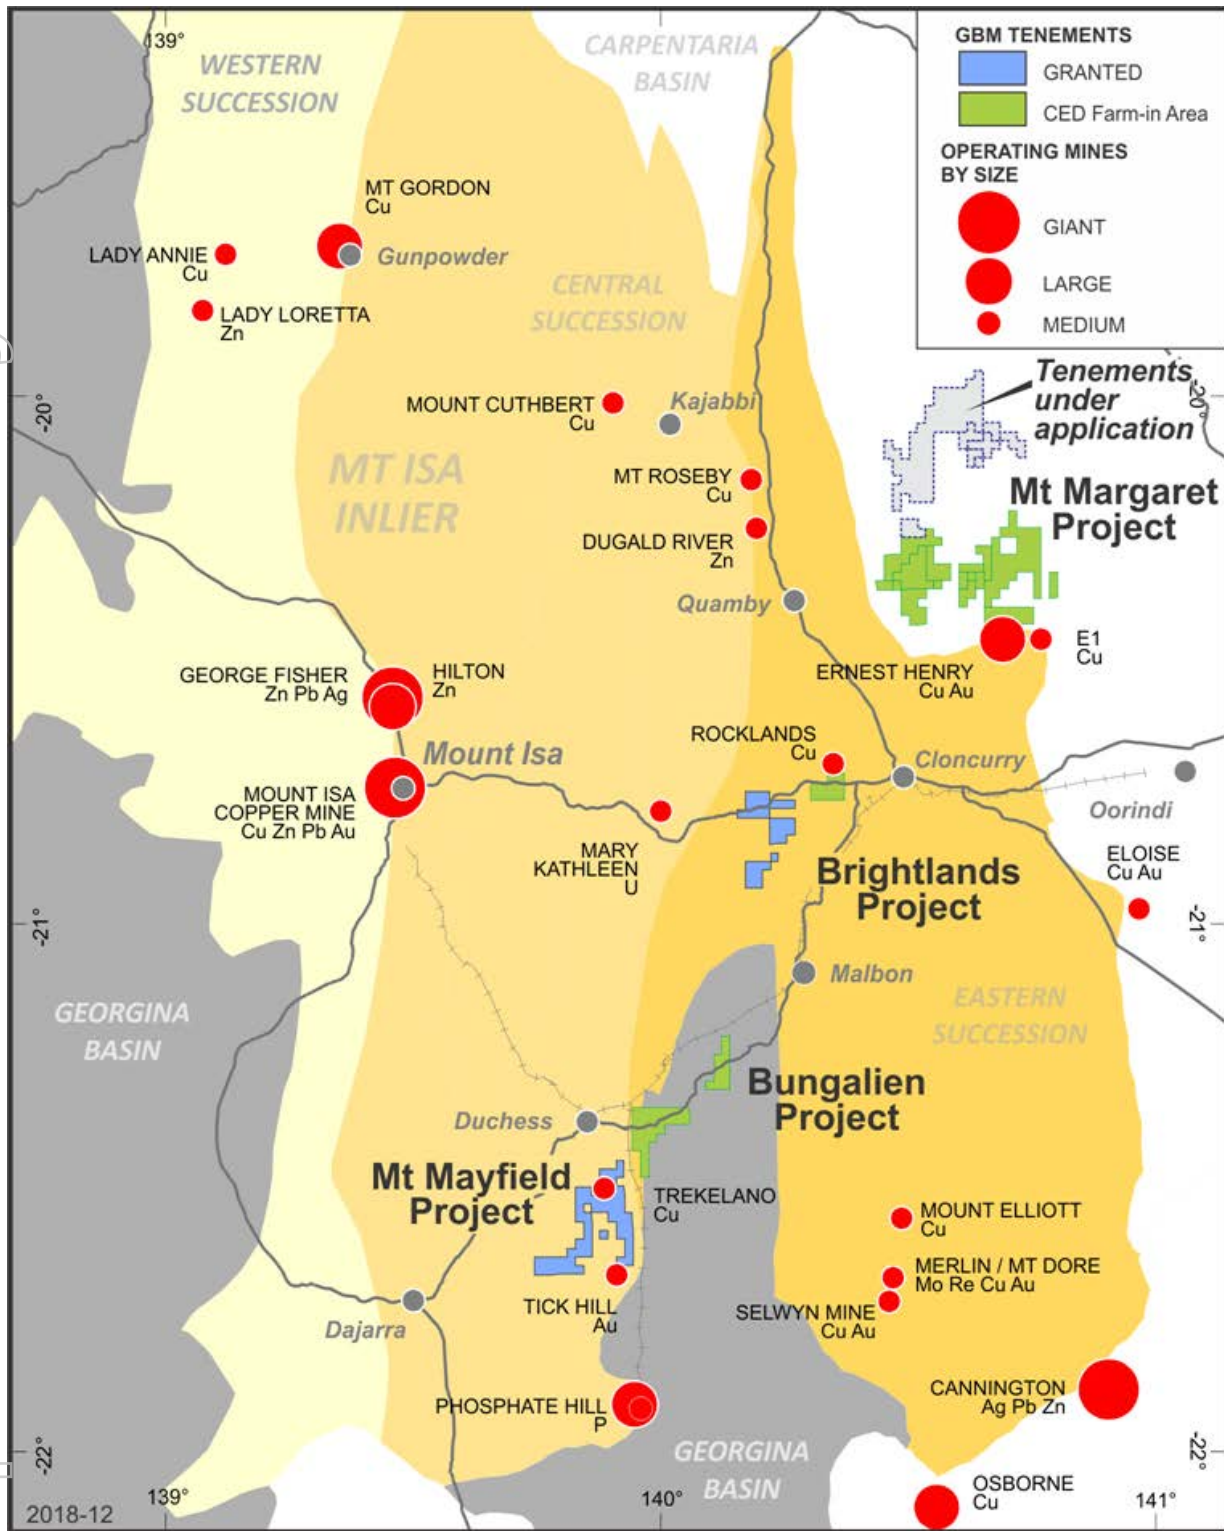 139°
WESTERN
SUCCESSION
CARPENTARIA
BASIN
GBM TENEMENTS
GRANTED
CED Farm-in Area
OPERATING MINES
BY SIZE
GIANT
LARGE
MEDIUM
MT GORDON
Cu
Gunpowder
LADY ANNIE
Cu
LADY LORETTA
Zn
CENTRAL
SUCCESSION
-20°
MOUNT CUTHBERT
Cu
Kajabbi
Tenements
under
application
-20°
MT ISA
INLIER
MT ROSEBY
Cu
DUGALD RIVER
Zn
Mt Margaret
Project
Quamby
E1
Cu
ERNEST HENRY
Cu Au
GEORGE FISHER
Zn Pb Ag
HILTON
Zn
ROCKLANDS
Cu
Mount Isa
MOUNT ISA
COPPER MINE
Cu Zn Pb Au
Cloncurry
Oorindi
MARY
KATHLEEN
U
Brightlands
Project
ELOISE
Cu Au
-21°
-21°
Malbon
GEORGINA
BASIN
EASTERN
SUCCESSION
Bungalien
Project
Duchess
Mt Mayfield
Project
TREKELANO
Cu
MOUNT ELLIOTT
Cu
MERLIN / MT DORE
Mo Re Cu Au
SELWYN MINE
Cu Au
TICK HILL
Au
Dajarra
PHOSPHATE HILL
P
CANNINGTON
Ag Pb Zn
-22°
GEORGINA
BASIN
-22°
OSBORNE
Cu
139°
140°
141°
2018-12